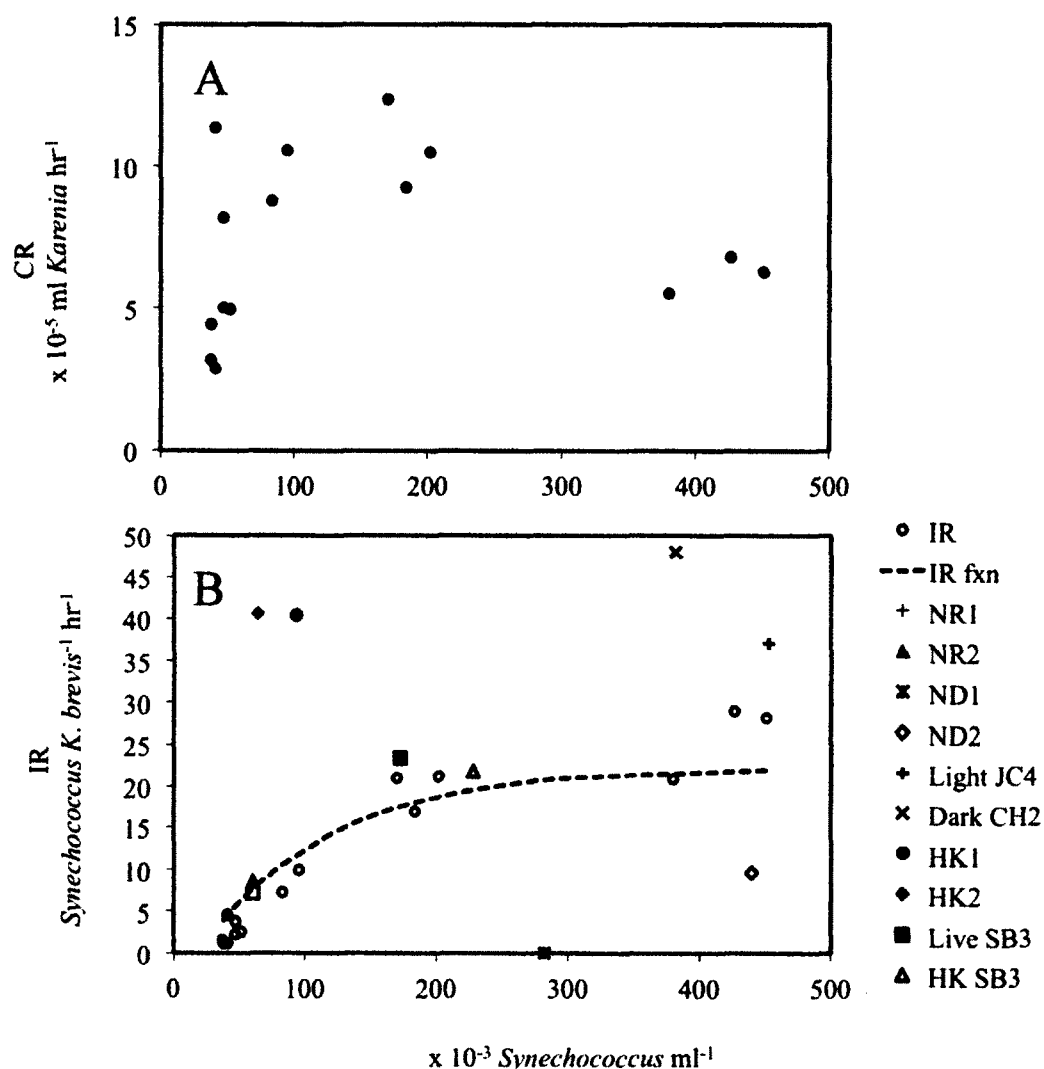 15
A
10
5
0
CR
x 10⁻⁵ ml Karenia hr⁻¹
0 100 200 300 400 500
50
B
45
40
35
30
25
20
15
10
5
0
IR
Synechococcus K. brevis⁻¹ hr⁻¹
0 100 200 300 400 500
x 10⁻³ Synechococcus ml⁻¹
IR
IR fxn
NR1
NR2
ND1
ND2
Light JC4
Dark CH2
HK1
HK2
Live SB3
HK SB3